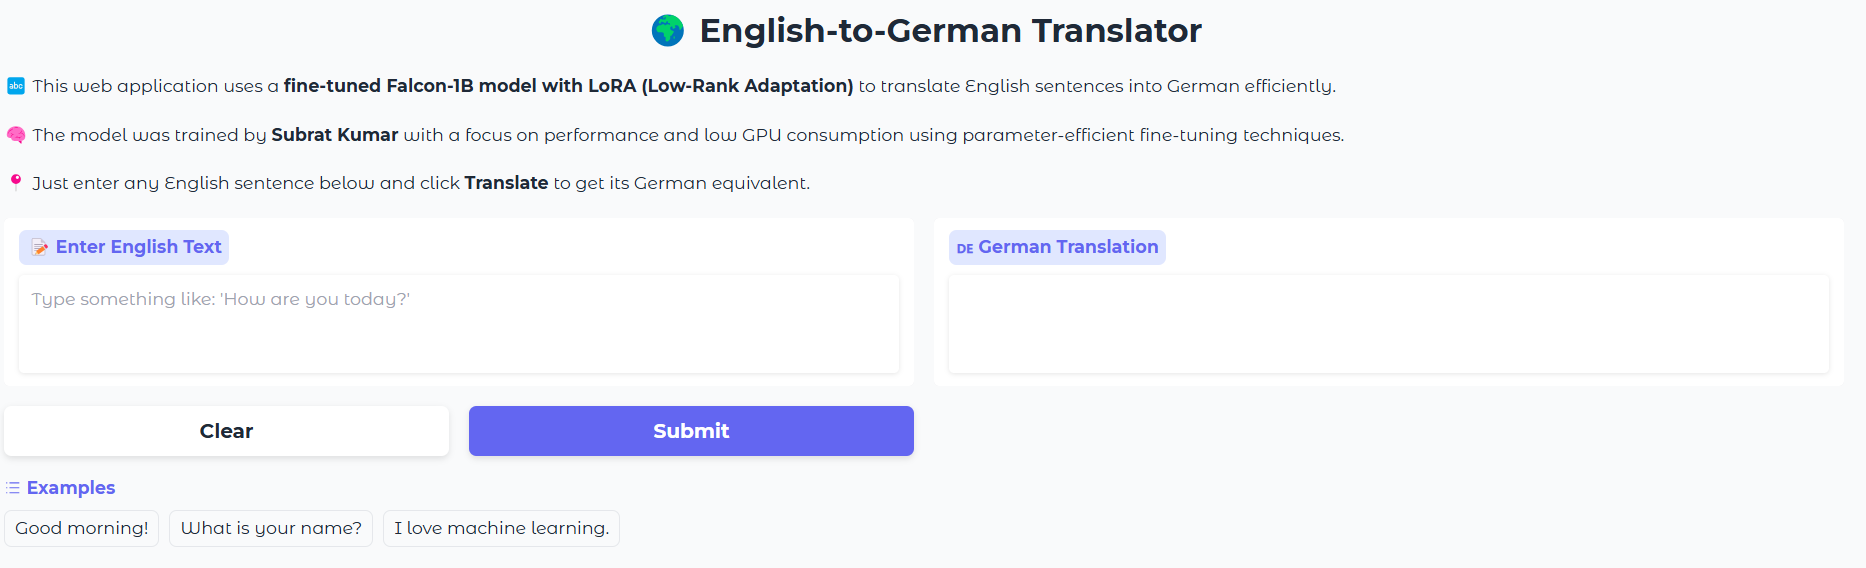 🌍 English-to-German Translator
🔤 This web application uses a fine-tuned Falcon-1B model with LoRA (Low-Rank Adaptation) to translate English sentences into German efficiently.
🧠 The model was trained by Subrat Kumar with a focus on performance and low GPU consumption using parameter-efficient fine-tuning techniques.
📍 Just enter any English sentence below and click Translate to get its German equivalent.
📝 Enter English Text
Type something like: 'How are you today?'
DE German Translation
Clear
Submit
Examples
Good morning!
What is your name?
I love machine learning.